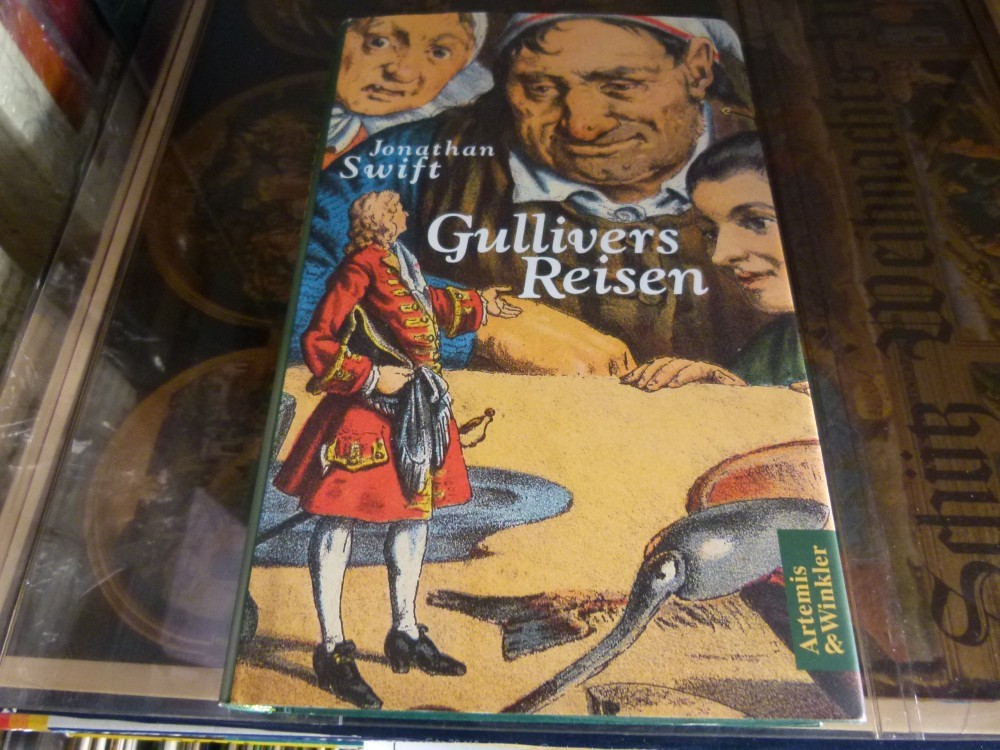 Jonathan
Swift
Gullivers
Reisen
Artemis
& Winkler